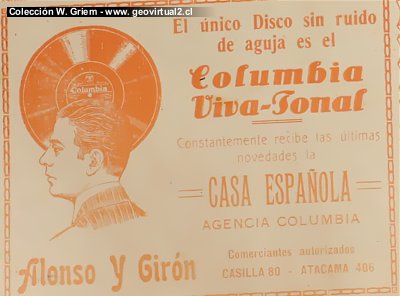 Colección W. Griem - www.geovirtual2.cl
El único Disco sin ruido
de aguja es el
Columbia
Viva-Tonal
Columbia
Constantemente recibe las últimas
novedades la
CASA ESPAÑOLA
AGENCIA COLUMBIA
Alonso y Girón
Comerciantes autorizados
CASILLA 80 - ATACAMA 406